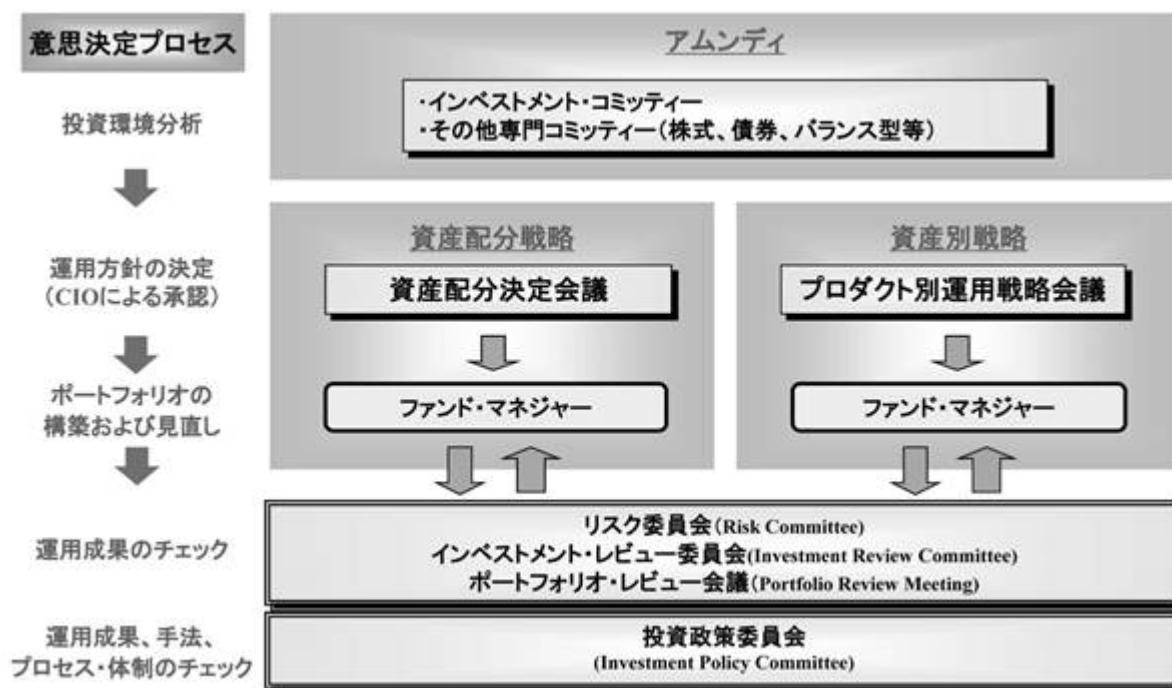 意思決定プロセス
アムンディ
投資環境分析
・インベストメント・コミッティー
・その他専門コミッティー（株式、債券、バランス型等）
運用方針の決定
（CIOによる承認）
資産配分戦略
資産配分決定会議
資産別戦略
プロダクト別運用戦略会議
ポートフォリオの
構築および見直し
ファンド・マネジャー
ファンド・マネジャー
運用成果のチェック
リスク委員会（Risk Committee）
インベストメント・レビュー委員会(Investment Review Committee)
ポートフォリオ・レビュー会議（Portfolio Review Meeting)
運用成果、手法、
プロセス・体制のチェック
投資政策委員会
(Investment Policy Committee)